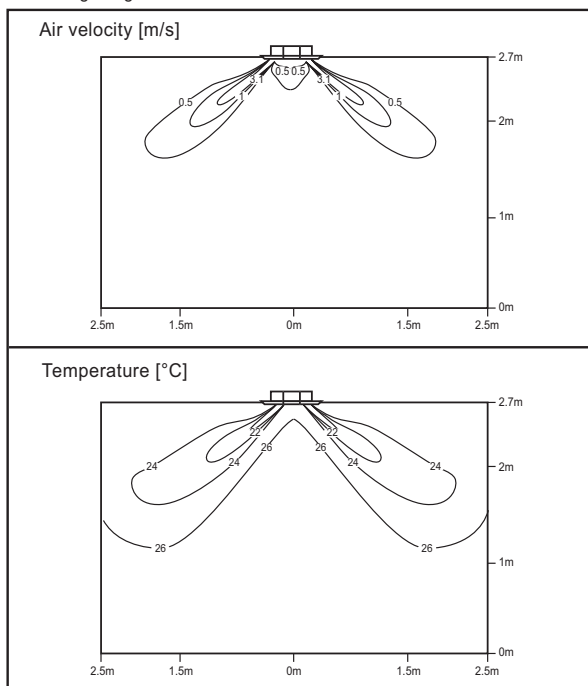 Air velocity [m/s]
2.7m
0.5 0.5
3.1 3.1
0.5 0.5
1 1
2m
1m
0m
2.5m 1.5m 0m 1.5m 2.5m
Temperature [°C]
2.7m
22 22
26 26
24 24 24 24
2m
26 26
1m
0m
2.5m 1.5m 0m 1.5m 2.5m